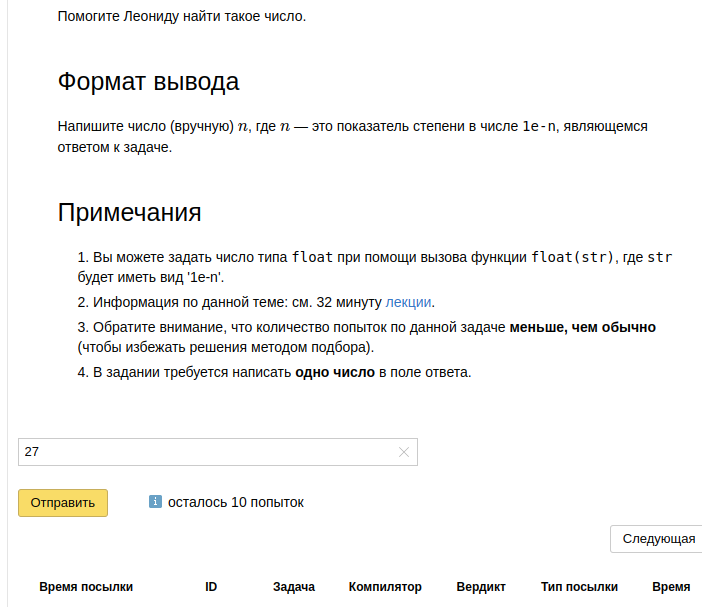 Помогите Леониду найти такое число.
Формат вывода
Напишите число (вручную) n, где n — это показатель степени в числе 1e-n, являющемся
ответом к задаче.
Примечания
1. Вы можете задать число типа float при помощи вызова функции float(str), где str
будет иметь вид '1e-n'.
2. Информация по данной теме: см. 32 минуту лекции.
3. Обратите внимание, что количество попыток по данной задаче меньше, чем обычно
(чтобы избежать решения методом подбора).
4. В задании требуется написать одно число в поле ответа.
27
Отправить
i осталось 10 попыток
Следующая
Время посылки ID Задача Компилятор Вердикт Тип посылки Время